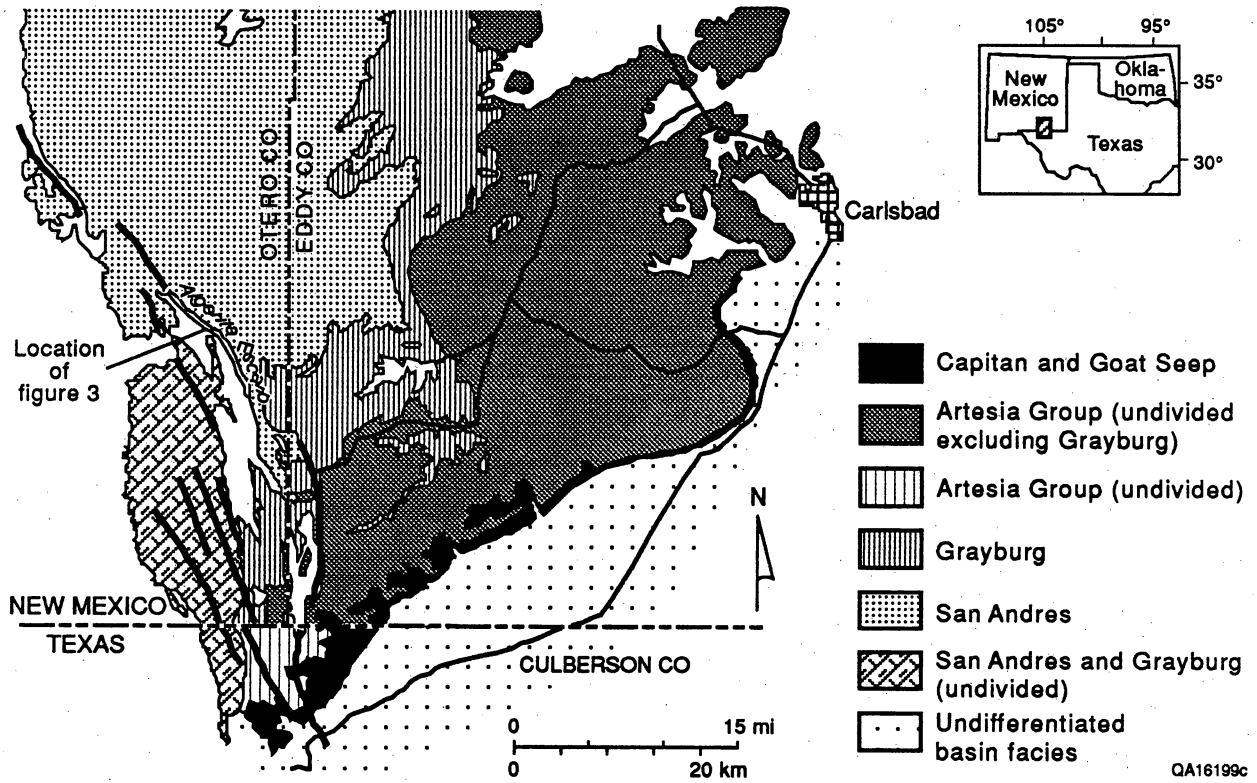 105°
95°
New
Mexico
Okla-
homa
35°
Texas
30°
OTERO CO
EDDY CO
Carlsbad
Algerita Escarp.
Location
of
figure 3
Capitan and Goat Seep
Artesia Group (undivided
excluding Grayburg)
Artesia Group (undivided)
Grayburg
San Andres
San Andres and Grayburg
(undivided)
Undifferentiated
basin facies
N
NEW MEXICO
TEXAS
CULBERSON CO
0
15 mi
0
20 km
QA16199c